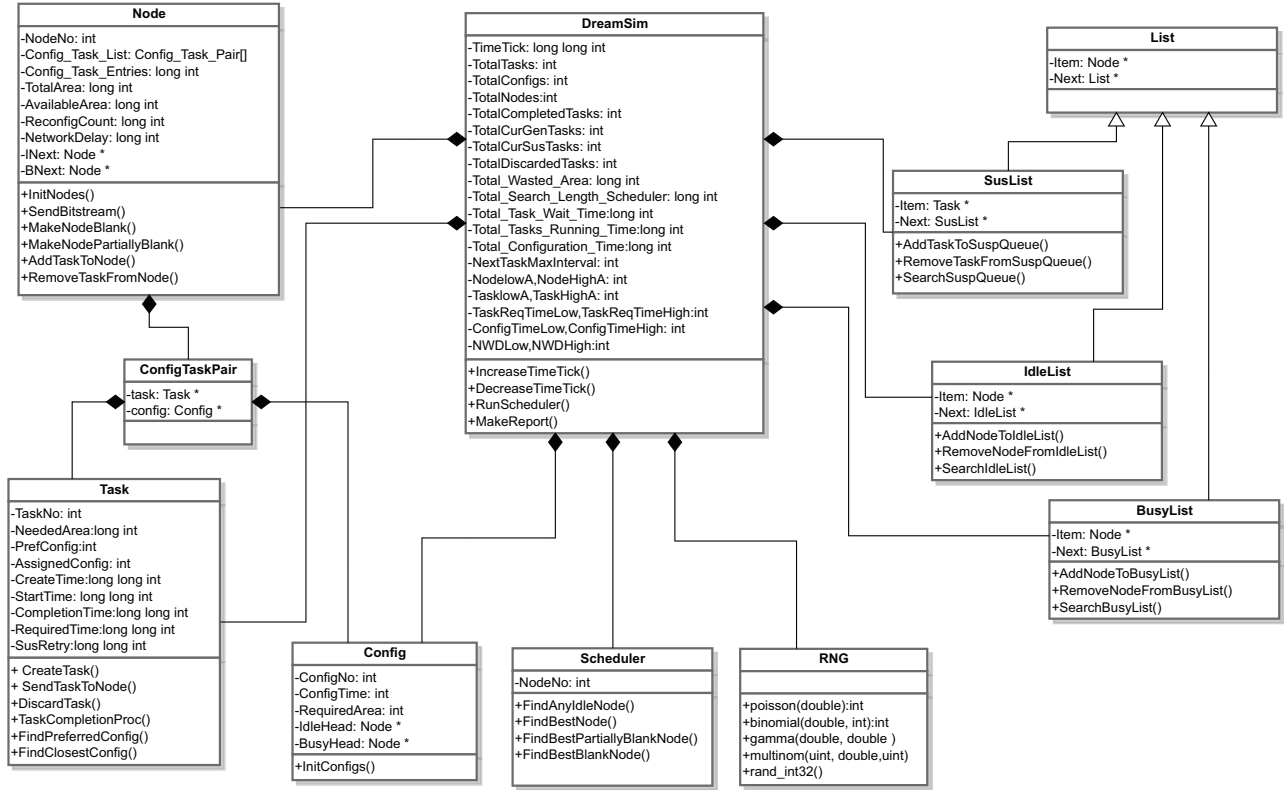 Node
-NodeNo: int
-Config_Task_List: Config_Task_Pair[]
-Config_Task_Entries: long int
-TotalArea: long int
-AvailableArea: long int
-ReconfigCount: long int
-NetworkDelay: long int
-INext: Node *
-BNext: Node *
+InitNodes()
+SendBitstream()
+MakeNodeBlank()
+MakeNodePartiallyBlank()
+AddTaskToNode()
+RemoveTaskFromNode()
DreamSim
-TimeTick: long long int
-TotalTasks: int
-TotalConfigs: int
-TotalNodes:int
-TotalCompletedTasks: int
-TotalCurGenTasks: int
-TotalCurSusTasks: int
-TotalDiscardedTasks: int
-Total_Wasted_Area: long int
-Total_Search_Length_Scheduler: long int
-Total_Task_Wait_Time:long int
-Total_Tasks_Running_Time:long int
-Total_Configuration_Time:long int
-NextTaskMaxInterval: int
-NodelowA,NodeHighA: int
-TasklowA,TaskHighA: int
-TaskReqTimeLow,TaskReqTimeHigh:int
-ConfigTimeLow,ConfigTimeHigh: int
-NWDLow,NWDHigh:int
+IncreaseTimeTick()
+DecreaseTimeTick()
+RunScheduler()
+MakeReport()
List
-Item: Node *
-Next: List *
SusList
-Item: Task *
-Next: SusList *
+AddTaskToSuspQueue()
+RemoveTaskFromSuspQueue()
+SearchSuspQueue()
IdleList
-Item: Node *
-Next: IdleList *
+AddNodeToIdleList()
+RemoveNodeFromIdleList()
+SearchIdleList()
BusyList
-Item: Node *
-Next: BusyList *
+AddNodeToBusyList()
+RemoveNodeFromBusyList()
+SearchBusyList()
ConfigTaskPair
-task: Task *
-config: Config *
Task
-TaskNo: int
-NeededArea:long int
-PrefConfig:int
-AssignedConfig: int
-CreateTime:long long int
-StartTime: long long int
-CompletionTime:long long int
-RequiredTime:long long int
-SusRetry:long long int
+ CreateTask()
+ SendTaskToNode()
+DiscardTask()
+TaskCompletionProc()
+FindPreferredConfig()
+FindClosestConfig()
Config
-ConfigNo: int
-ConfigTime: int
-RequiredArea: int
-IdleHead: Node *
-BusyHead: Node *
+InitConfigs()
Scheduler
-NodeNo: int
+FindAnyIdleNode()
+FindBestNode()
+FindBestPartiallyBlankNode()
+FindBestBlankNode()
RNG
+poisson(double):int
+binomial(double, int):int
+gamma(double, double )
+multinom(uint, double,uint)
+rand_int32()